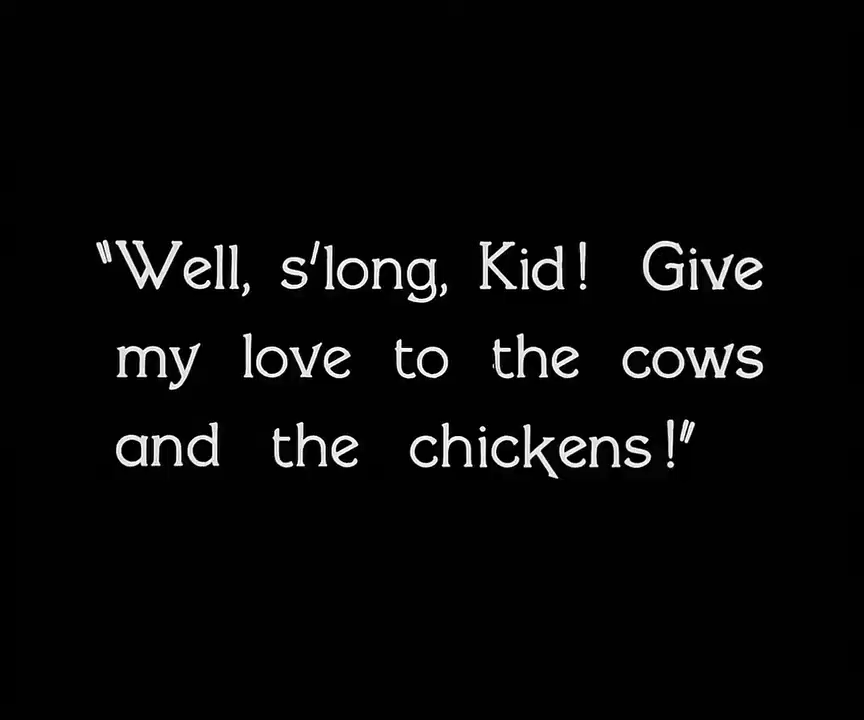 "Well, s'long, Kid! Give
my love to the cows
and the chickens!"